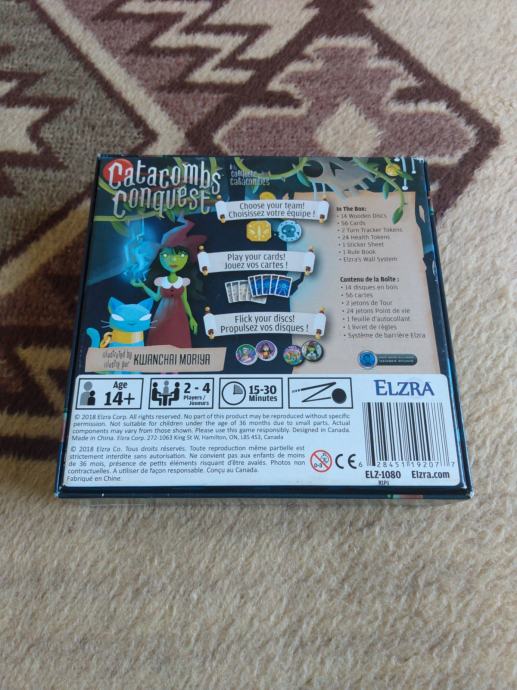 Catacombs
Conquest
la conquête
Catacombes
Choose your team!
Choisissez votre équipe !
Play your cards!
Jouez vos cartes !
Flick your discs!
Propulsez vos disques !
In The Box:
• 14 Wooden Discs
• 56 Cards
• 2 Turn Tracker Tokens
• 24 Health Tokens
• 1 Sticker Sheet
• 1 Rule Book
• Elzra's Wall System
Contenu de la Boîte :
• 14 disques en bois
• 56 cartes
• 2 jetons de Tour
• 24 jetons Point de vie
• 1 feuille d'autocollant
• 1 livret de règles
• Système de barrière Elzra
illustrated by
illustré par
KWANCHAI MORIYA
Age
14+
2 - 4
Players /
Joueurs
15-30
Minutes
ELZRA
© 2018 Elzra Corp. All rights reserved. No part of this product may be reproduced without specific
permission. Not suitable for children under the age of 36 months due to small parts. Actual
components may vary from those shown. Please use this game responsibly. Designed in Canada.
Made in China. Elzra Corp. 272-1063 King St W, Hamilton, ON, L8S 4S3, Canada
© 2018 Elzra Co. Tous droits réservés. Toute reproduction même partielle est
strictement interdite sans autorisation. Ne convient pas aux enfants de moins
de 36 mois, présence de petits éléments risquant d'être avalés. Photos non
contractuelles. A utiliser de façon responsable. Conçu au Canada.
Fabriqué en Chine.
0-3
CE
6 28451 19207 7
ELZ-1080 Elzra.com